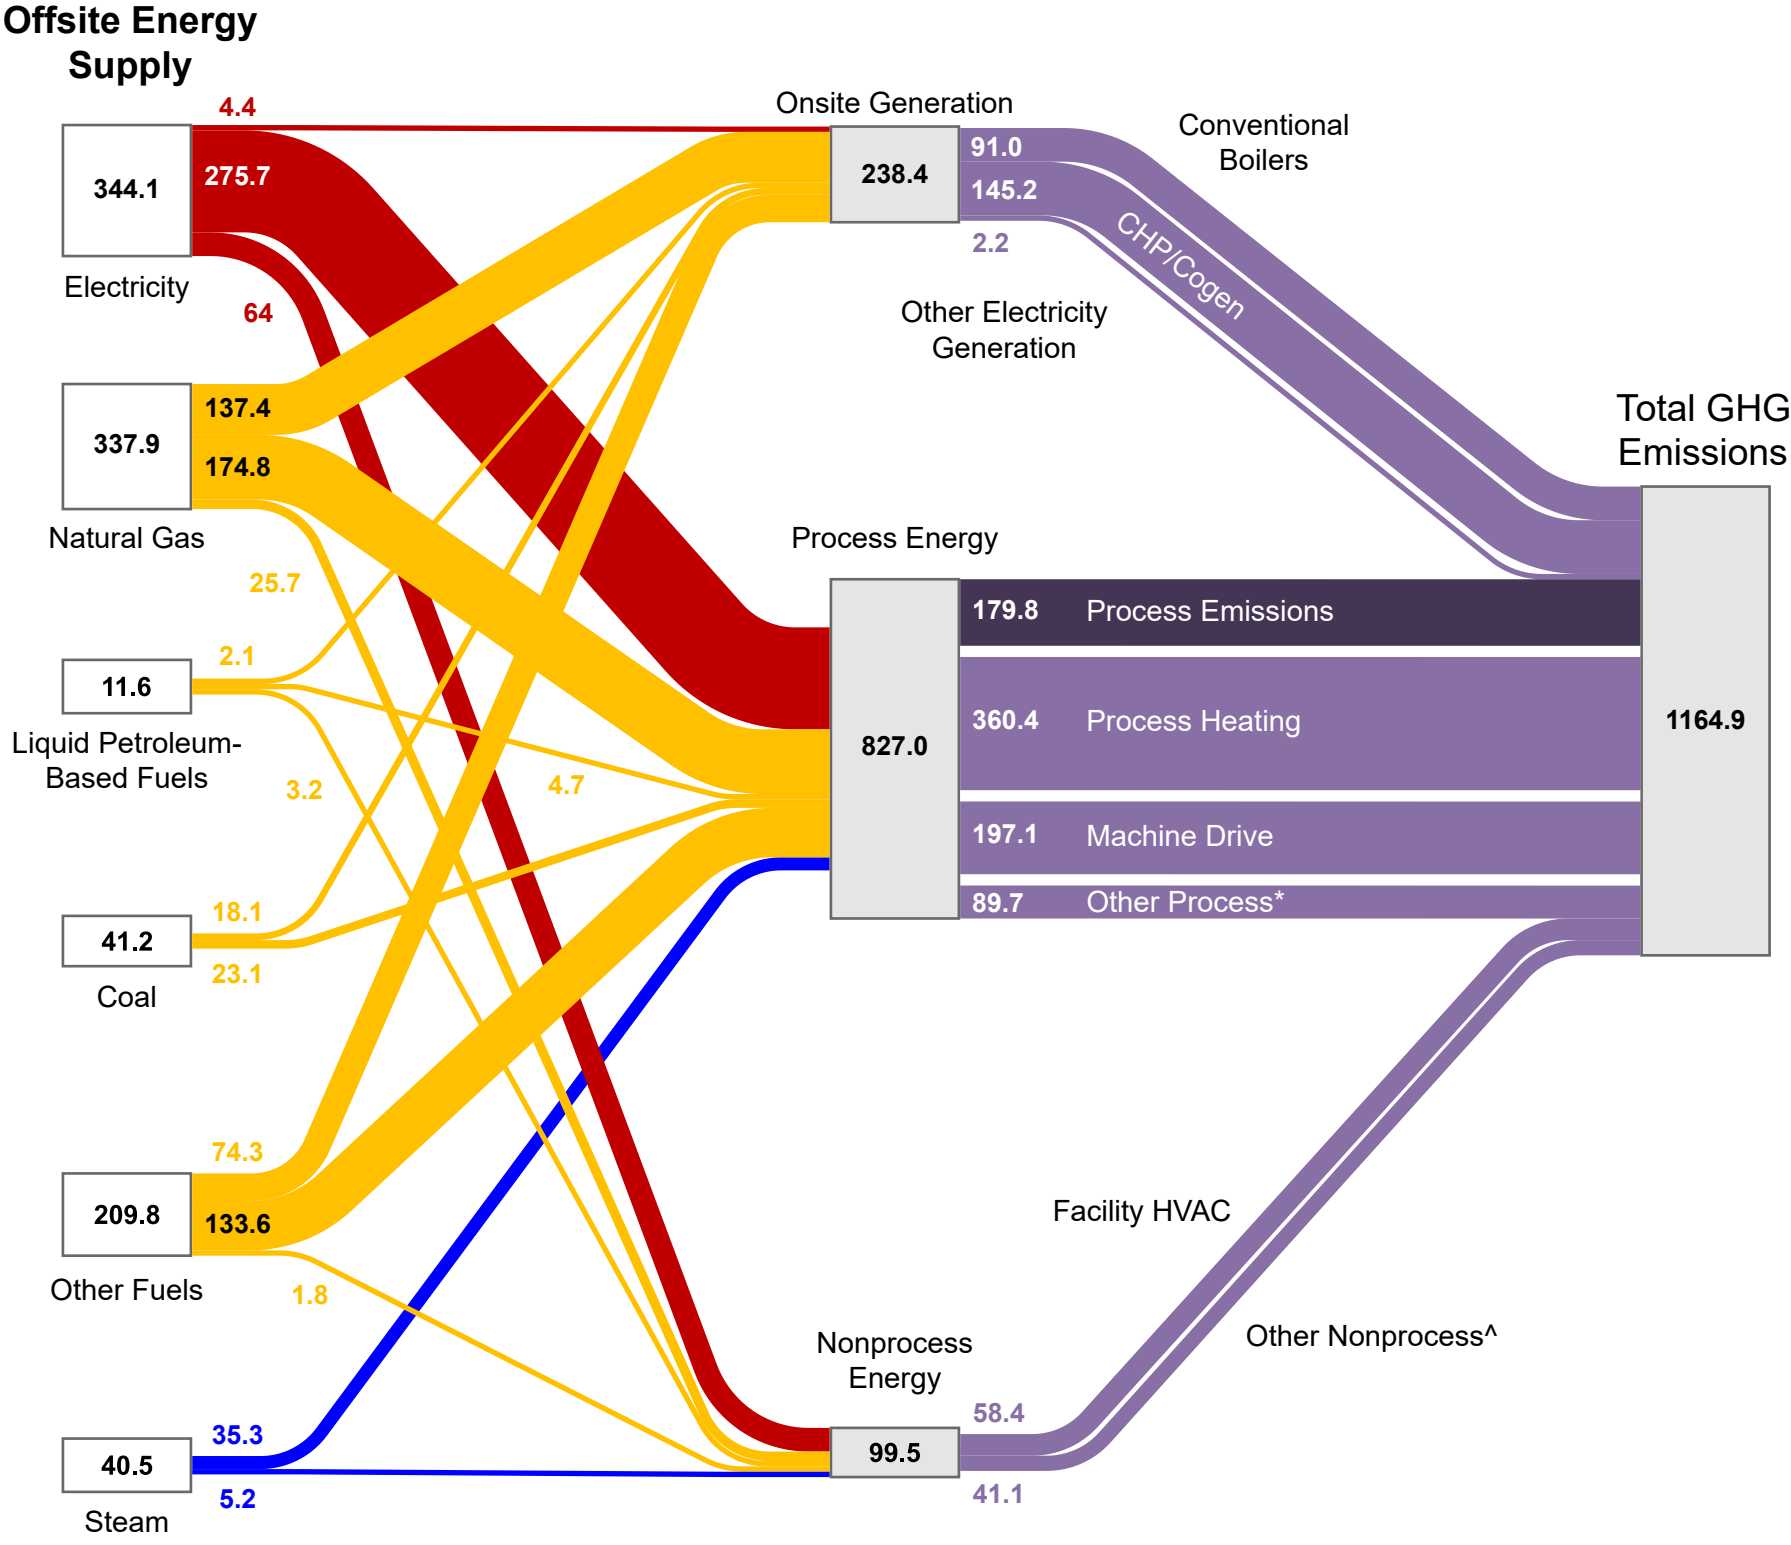 Offsite Energy
Supply
4.4
344.1
275.7
Electricity
64
137.4
337.9
174.8
Natural Gas
25.7
2.1
11.6
Liquid Petroleum-
Based Fuels
3.2
4.7
18.1
41.2
23.1
Coal
74.3
209.8
133.6
Other Fuels
1.8
35.3
40.5
5.2
Steam
Onsite Generation
238.4
91.0
145.2
2.2
Conventional
Boilers
CHP/Cogen
Other Electricity
Generation
Process Energy
827.0
179.8 Process Emissions
360.4 Process Heating
197.1 Machine Drive
89.7 Other Process*
Nonprocess
Energy
99.5
58.4
41.1
Facility HVAC
Other Nonprocess^
Total GHG
Emissions
1164.9